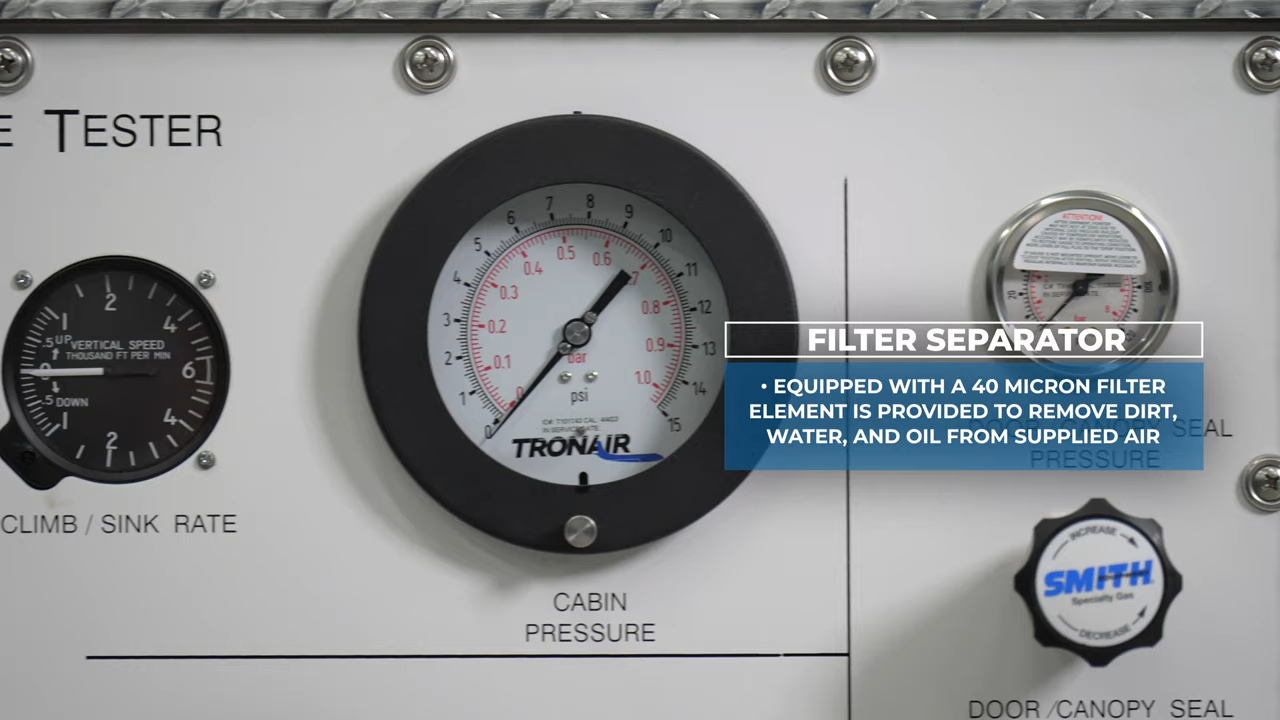 E TESTER
2
1
4
.5 UP VERTICAL SPEED
THOUSAND FT PER MIN
0
6
.5 DOWN
1
4
2
CLIMB / SINK RATE
0
1
2
3
4
5
6
7
8
9
10
11
12
13
14
15
0
0.1
0.2
0.3
0.4
0.5
0.6
0.7
0.8
0.9
1.0
bar
psi
TRONAIR
CABIN
PRESSURE
ATTENTION!
FILTER SEPARATOR
• EQUIPPED WITH A 40 MICRON FILTER
ELEMENT IS PROVIDED TO REMOVE DIRT,
WATER, AND OIL FROM SUPPLIED AIR
DOOR /CANOPY SEAL
PRESSURE
INCREASE
SMITH
Specialty Gas
DECREASE
DOOR /CANOPY SEAL